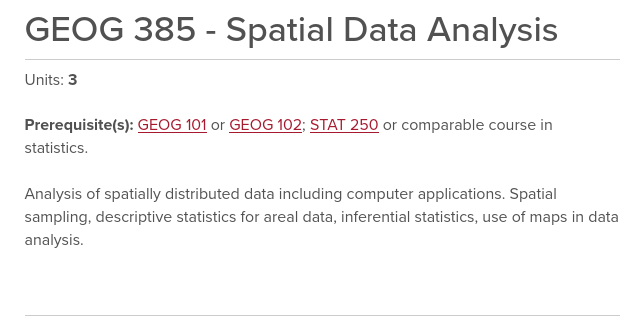 GEOG 385 - Spatial Data Analysis
Units: 3
Prerequisite(s): GEOG 101 or GEOG 102; STAT 250 or comparable course in
statistics.
Analysis of spatially distributed data including computer applications. Spatial
sampling, descriptive statistics for areal data, inferential statistics, use of maps in data
analysis.